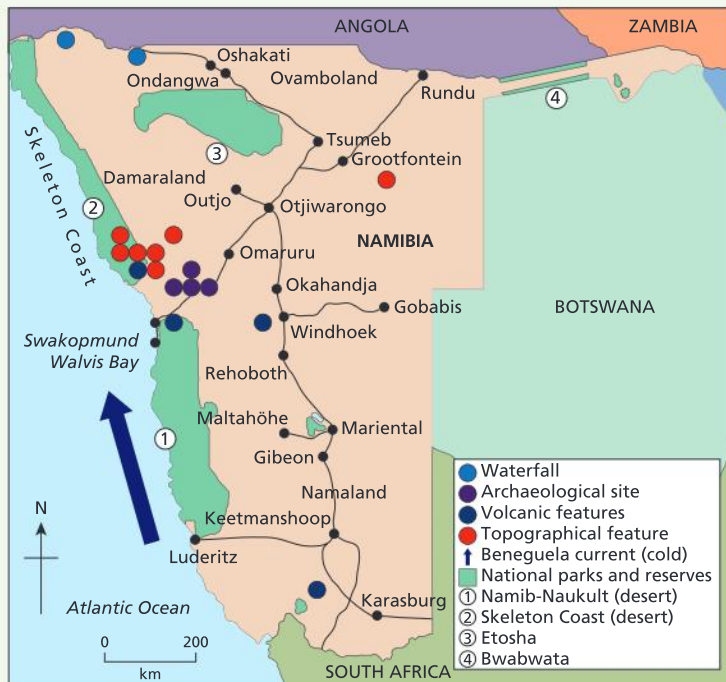 ANGOLA
ZAMBIA
Oshakati
Ondangwa
Ovamboland
Rundu
4
Skeleton Coast
3
Tsumeb
Grootfontein
Damaraland
Outjo
2
Otjiwarongo
NAMIBIA
Omaruru
Okahandja
Gobabis
BOTSWANA
Windhoek
Swakopmund
Walvis Bay
Rehoboth
Maltahöhe
Mariental
1
Gibeon
Namaland
Keetmanshoop
Luderitz
N
Atlantic Ocean
Karasburg
0 200
km
SOUTH AFRICA
Waterfall
Archaeological site
Volcanic features
Topographical feature
Beneguela current (cold)
National parks and reserves
1 Namib-Naukult (desert)
2 Skeleton Coast (desert)
3 Etosha
4 Bwabwata